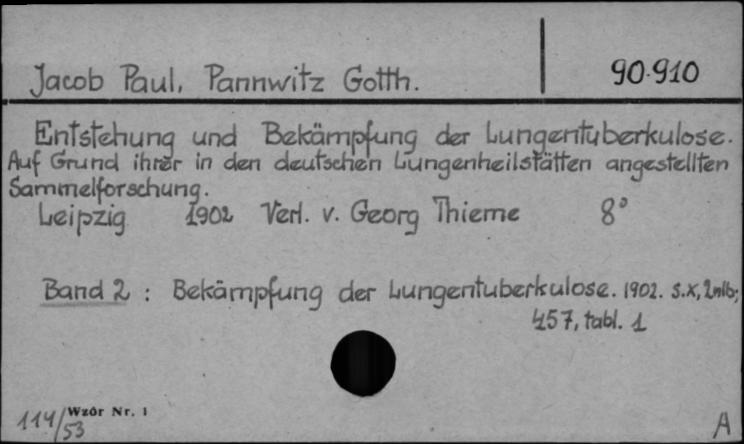 Jacob Paul, Pannwitz Gotth. 90.910
Entstehung und Bekämpfung der Lungentuberkulose.
Auf Grund ihrer in den deutschen Lungenheilstätten angestellten
Sammelforschung.
Leipzig 1902 Verl. v. Georg Thieme 8°
Band 2 : Bekämpfung der Lungentuberkulose. 1902. s. X, 2nlb;
457, tabl. 1
114/53 Wzór Nr. 1 A